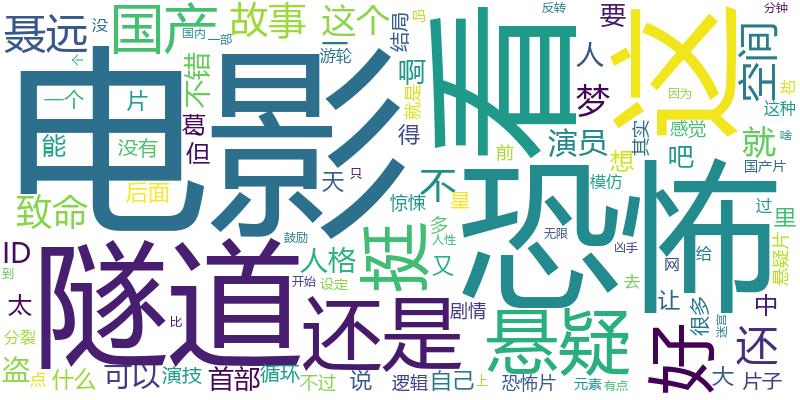 聂远
没
国产
国内
一部
故事
这个
一
游轮
结局
吗
看
反转
要
这
分钟
不错
啊
人
空间
←
电影
一个
片
就是
梦
因为
却
这种
能
没有
葛
但
得
前
演员
其实
感觉
就
后面
天
只
不
想
吧
国产片
致命
惊悚
星
模仿
恐怖
过
里
ID
隧道
鼓励
人格
挺
多
人性
又
无限
凶手
网
给
悬疑片
到
开始
设定
去
让
很多
中
太
还是
剧情
悬疑
好
迷宫
还
分裂
比
盗
点
什么
可以
演技
首部
循环
不过
说
逻辑
自己
上
恐怖片
元素
有点
大
片子
啥